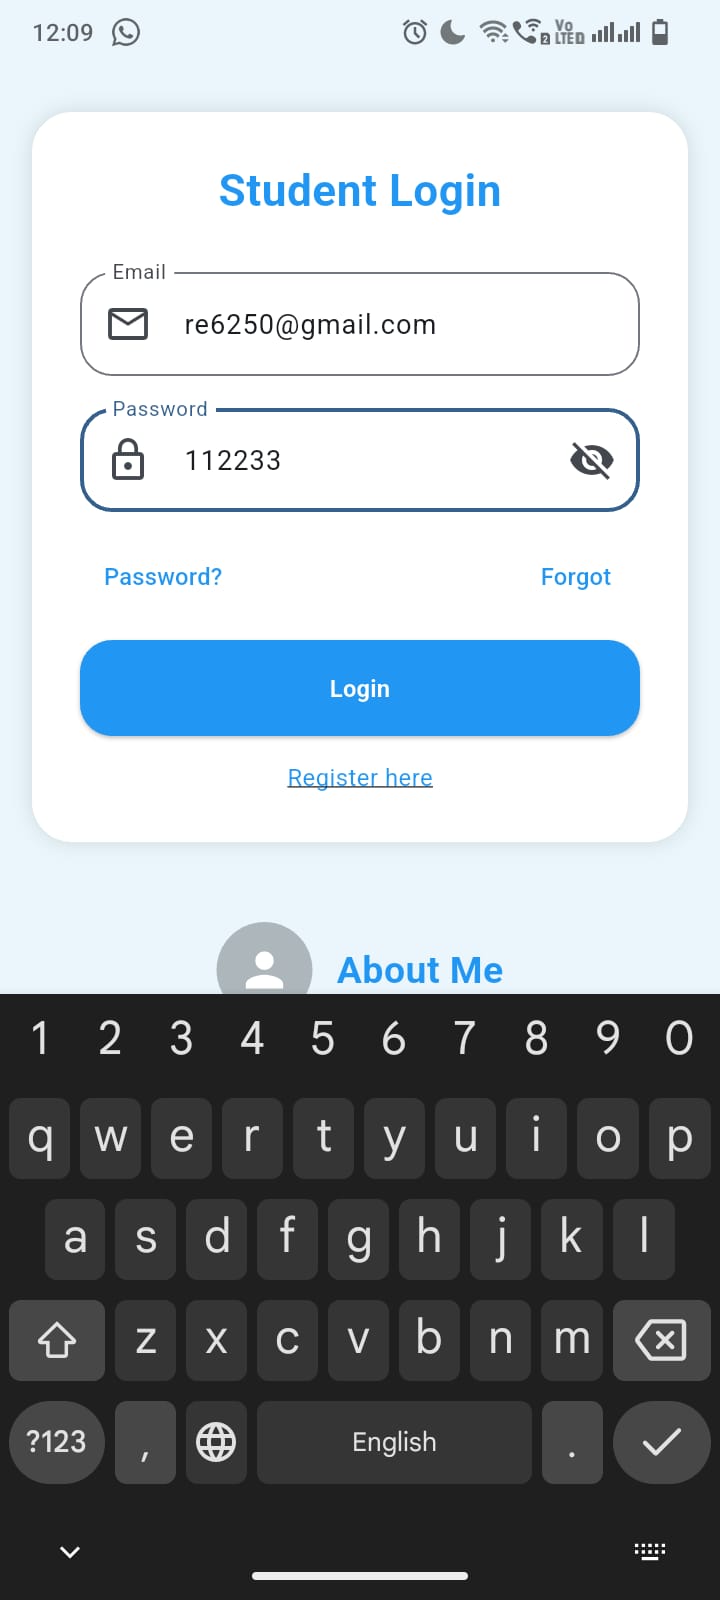 12:09
2 Vo LTED
Student Login
Email
re6250@gmail.com
Password
112233
Password? Forgot
Login
Register here
About Me
1 2 3 4 5 6 7 8 9 0
q w e r t y u i o p
a s d f g h j k l
z x c v b n m
?123 , English .